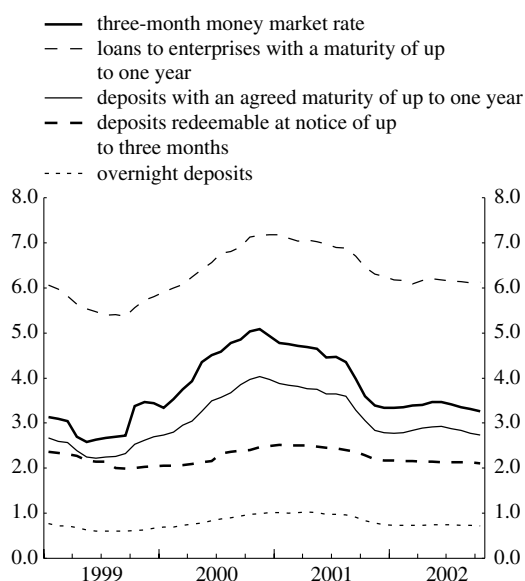 three-month money market rate
loans to enterprises with a maturity of up
to one year
deposits with an agreed maturity of up to one year
deposits redeemable at notice of up
to three months
overnight deposits
8.0 8.0
7.0 7.0
6.0 6.0
5.0 5.0
4.0 4.0
3.0 3.0
2.0 2.0
1.0 1.0
0.0 0.0
1999 2000 2001 2002